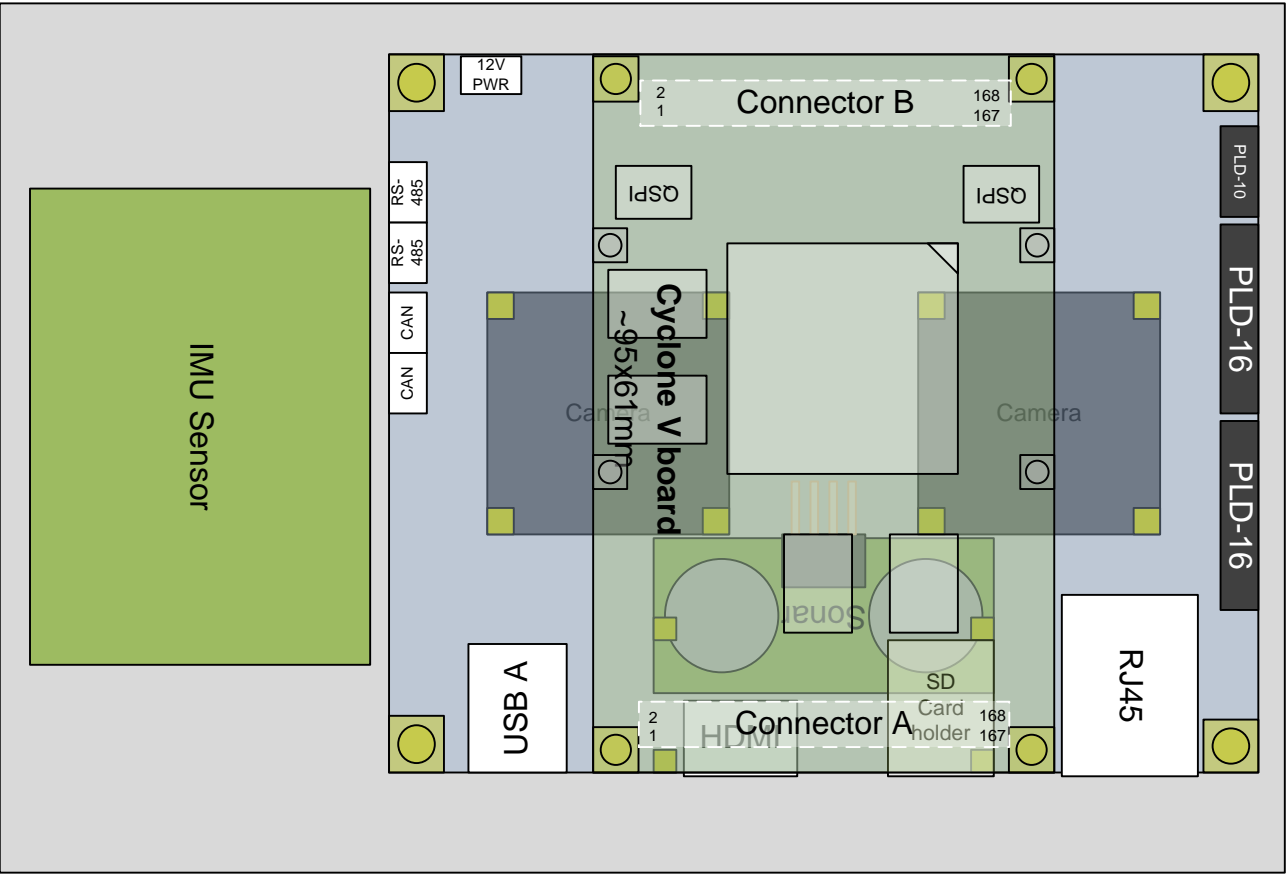 12V
PWR
2
1
Connector B
168
167
RS-
485
RS-
485
CAN
CAN
QSPI
QSPI
PLD-10
PLD-16
PLD-16
IMU Sensor
Cyclone V board
~95x61mm
Camera
Camera
Sonar
USB A
HDMI
2
1
Connector A
168
167
SD
Card
holder
RJ45